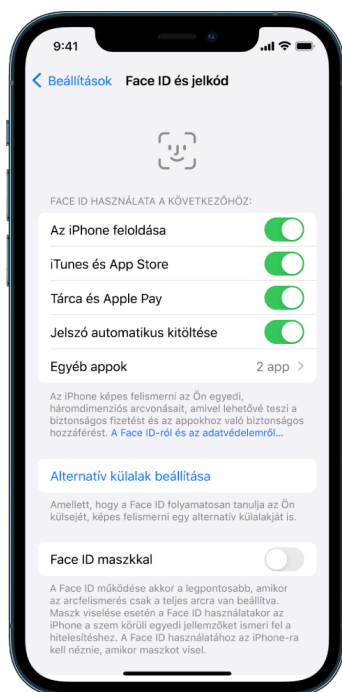 9:41
Beállítások Face ID és jelkód
FACE ID HASZNÁLATA A KÖVETKEZŐHÖZ:
Az iPhone feloldása
iTunes és App Store
Tárca és Apple Pay
Jelszó automatikus kitöltése
Egyéb appok 2 app
Az iPhone képes felismerni az Ön egyedi,
háromdimenziós arcvonásait, amivel lehetővé teszi a
biztonságos fizetést és az appokhoz való biztonságos
hozzáférést. A Face ID-ról és az adatvédelemről...
Alternatív külalak beállítása
Amellett, hogy a Face ID folyamatosan tanulja az Ön
külsejét, képes felismerni egy alternatív külalakját is.
Face ID maszkkal
A Face ID működése akkor a legpontosabb, amikor
az arcfelismerés csak a teljes arcra van beállítva.
Maszk viselése esetén a Face ID használatakor az
iPhone a szem körüli egyedi jellemzőket ismeri fel a
hitelesítéshez. A Face ID használatához az iPhone-ra
kell néznie, amikor maszkot visel.